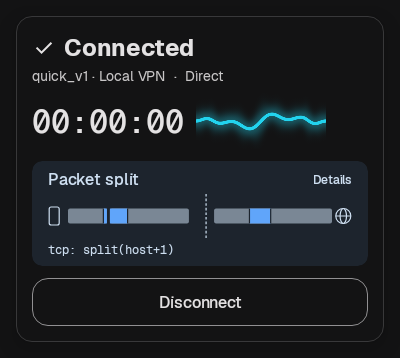 Connected
quick_v1 · Local VPN · Direct
00:00:00
Packet split Details
tcp: split(host+1)
Disconnect